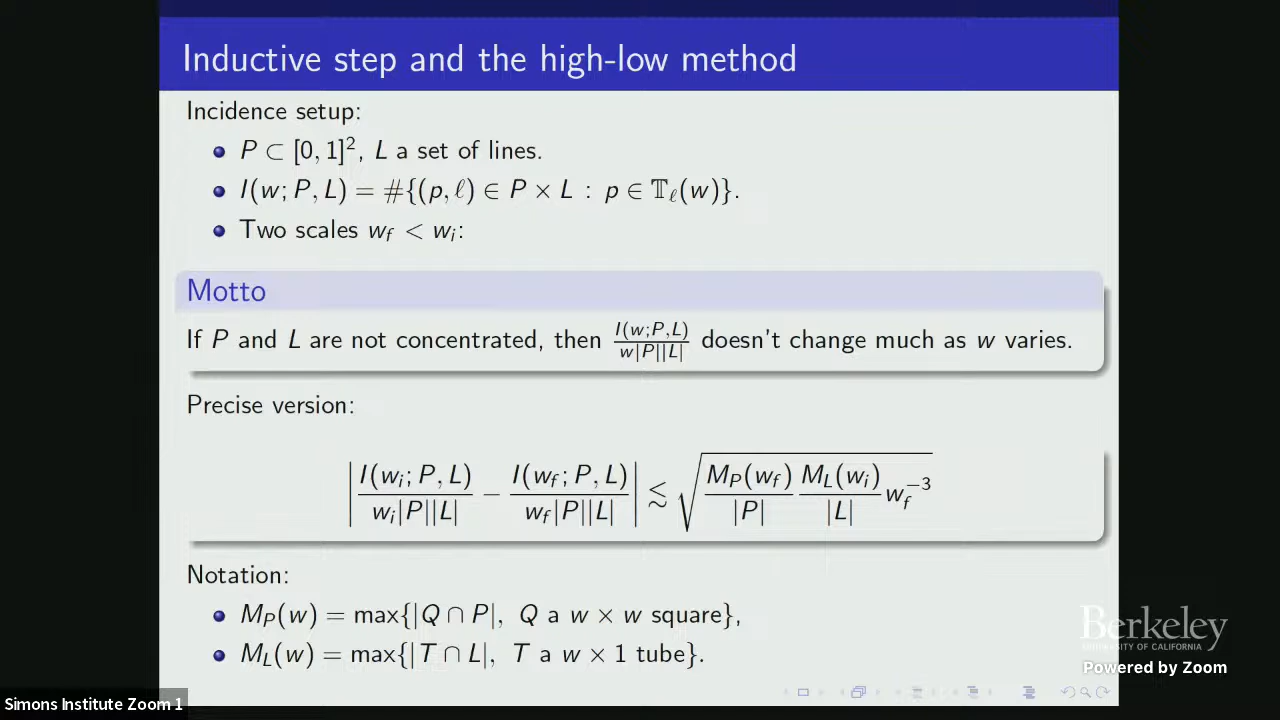 Inductive step and the high-low method
Incidence setup:
P ⊂ [0, 1]², L a set of lines.
I(w; P, L) = #{(p, ℓ) ∈ P × L : p ∈ 𝕋_ℓ(w)}.
Two scales w_f < w_i:
Motto
If P and L are not concentrated, then I(w;P,L)/w|P||L| doesn't change much as w varies.
Precise version:
| I(w_i; P, L)/w_i|P||L| − I(w_f; P, L)/w_f|P||L| | ≲ √( M_P(w_f)/|P| M_L(w_i)/|L| w_f^{−3} )
Notation:
M_P(w) = max{|Q ∩ P|, Q a w × w square},
M_L(w) = max{|T ∩ L|, T a w × 1 tube}.
Berkeley
UNIVERSITY OF CALIFORNIA
Powered by Zoom
Simons Institute Zoom 1